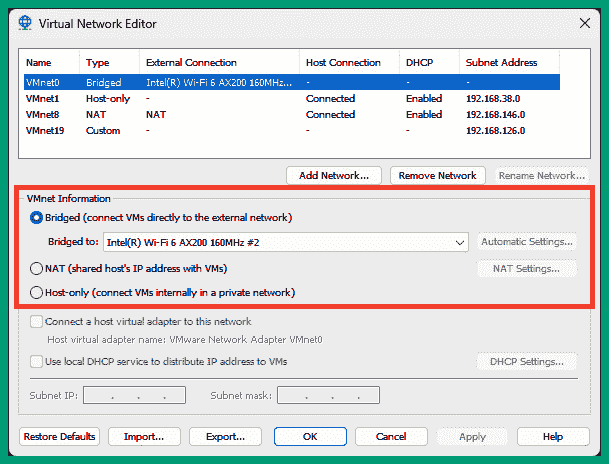 Virtual Network Editor
Name Type External Connection Host Connection DHCP Subnet Address
VMnet0 Bridged Intel(R) Wi-Fi 6 AX200 160MHz... - - -
VMnet1 Host-only - Connected Enabled 192.168.38.0
VMnet8 NAT NAT Connected Enabled 192.168.146.0
VMnet19 Custom - - - 192.168.126.0
Add Network... Remove Network Rename Network...
VMnet Information
Bridged (connect VMs directly to the external network)
Bridged to: Intel(R) Wi-Fi 6 AX200 160MHz #2 Automatic Settings...
NAT (shared host's IP address with VMs) NAT Settings...
Host-only (connect VMs internally in a private network)
Connect a host virtual adapter to this network
Host virtual adapter name: VMware Network Adapter VMnet0
Use local DHCP service to distribute IP address to VMs DHCP Settings...
Subnet IP: . . . Subnet mask: . . .
Restore Defaults Import... Export... OK Cancel Apply Help